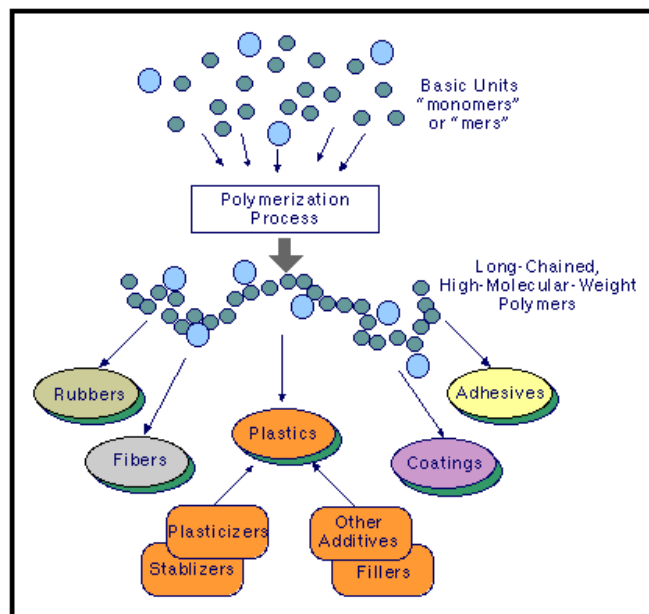 Basic Units
"monomers"
or "mers"
Polymerization
Process
Long-Chained,
High-Molecular-Weight
Polymers
Rubbers
Adhesives
Plastics
Fibers
Coatings
Plasticizers
Stablizers
Other
Additives
Fillers